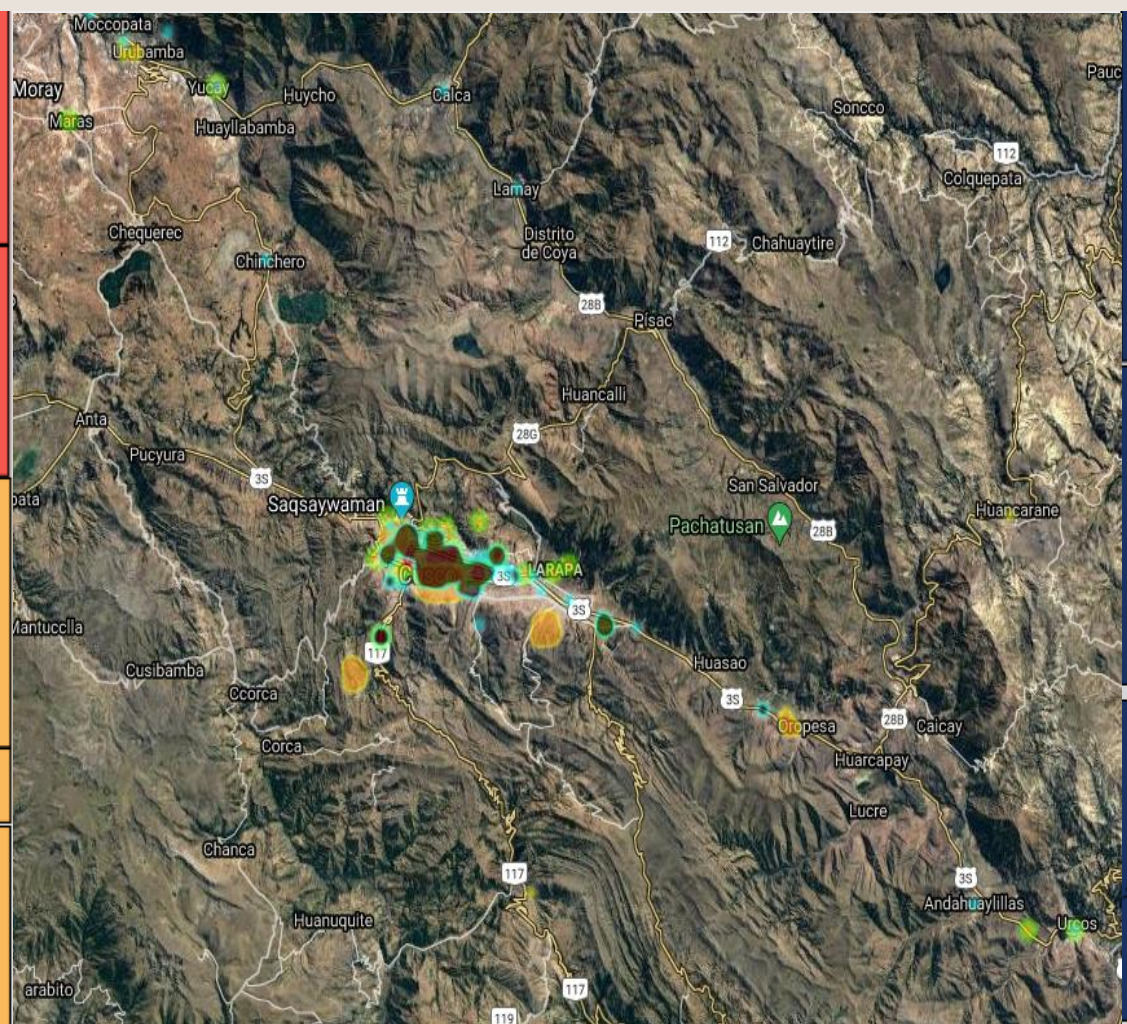 Moccopata
Urubamba
Moray
Yucay
Huycho
Calca
Pauc
Maras
Huayllabamba
Soncco
112
Colquepata
Lamay
Chequerec
Distrito
de Coya
112
Chahuaytire
Chinchero
28B
Písac
Huancalli
Anta
28G
Pucyura
3S
San Salvador
pata
Saqsaywaman
Huancarane
Pachatusan
28B
3S
LARAPA
3S
Mantucclla
117
Cusibamba
Huasao
Ccorca
3S
28B
Oropesa
Caicay
Corca
Huarcapay
Lucre
Chanca
117
3S
Andahuaylillas
Huanuquite
Urcos
arabito
117
119